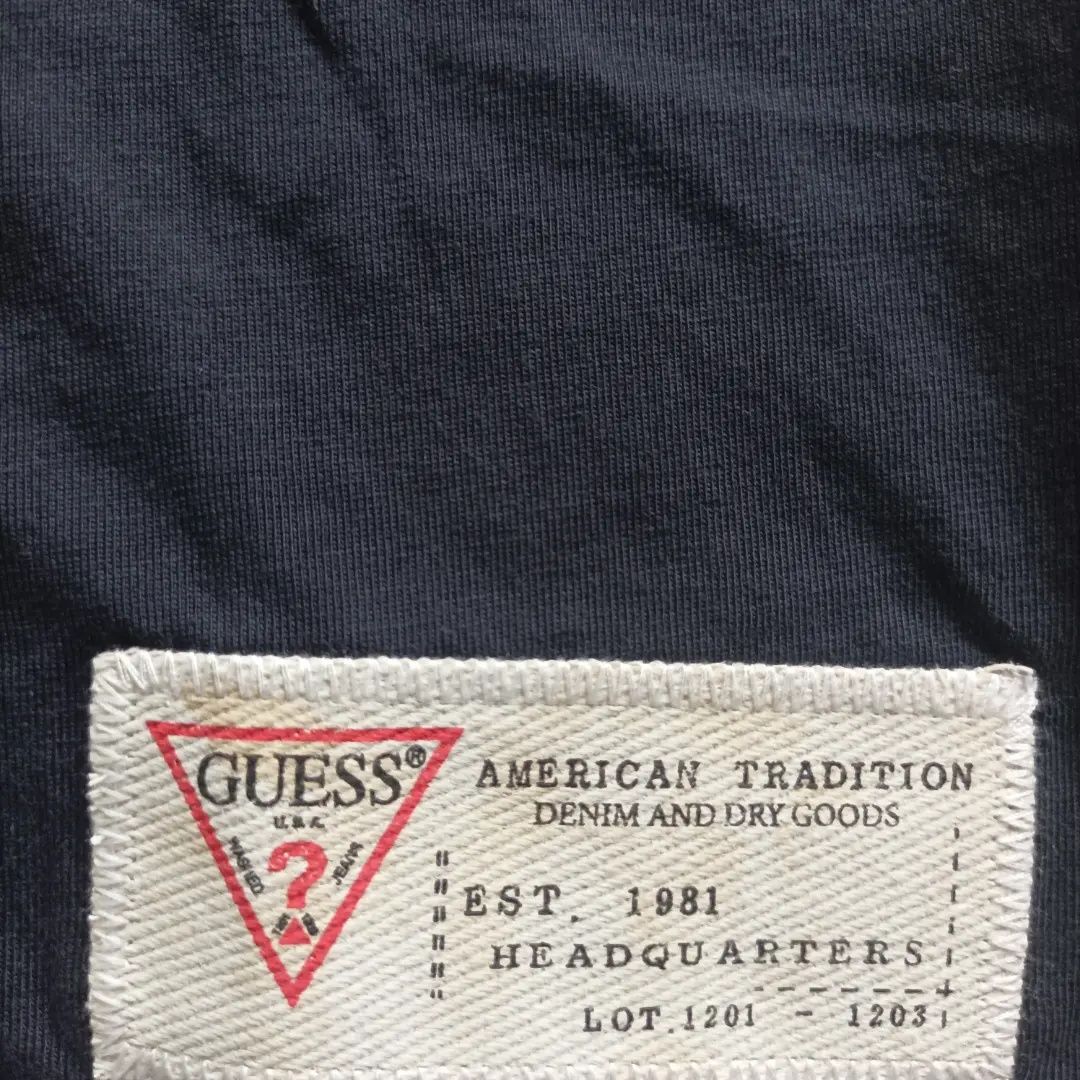 GUESS®
U.S.A.
WASHED
?
JEANS
AMERICAN TRADITION
DENIM AND DRY GOODS
EST. 1981
HEADQUARTERS
LOT.1201 - 1203